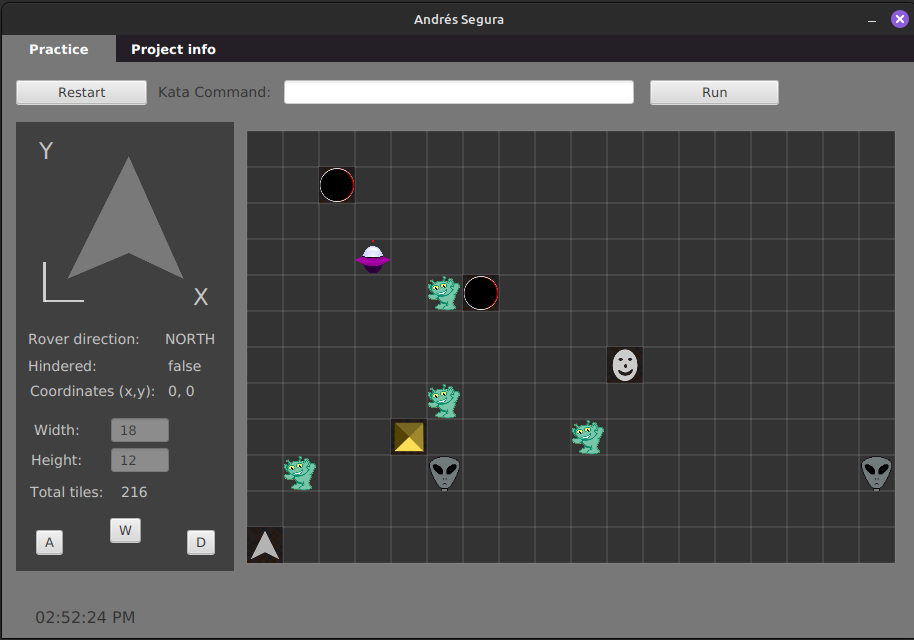 Andrés Segura
Practice Project info
Restart Kata Command: Run
Y
X
Rover direction: NORTH
Hindered: false
Coordinates (x,y): 0, 0
Width: 18
Height: 12
Total tiles: 216
W
A D
02:52:24 PM